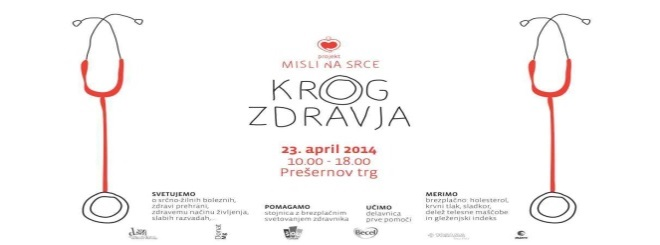 projekt
MISLI NA SRCE
KROG
ZDRAVJA
23. april 2014
10.00 - 18.00
Prešernov trg
SVETUJEMO
o srčno-žilnih boleznih,
zdravi prehrani,
zdravemu načinu življenja,
slabih razvadah,..
POMAGAMO
stojnica z brezplačnim
svetovanjem zdravnika
UČIMO
delavnica
prve pomoči
MERIMO
brezplačno holesterol,
krvni tlak, sladkor,
delež telesne maščobe
in gleženjski indeks
Donat Mg
Becel